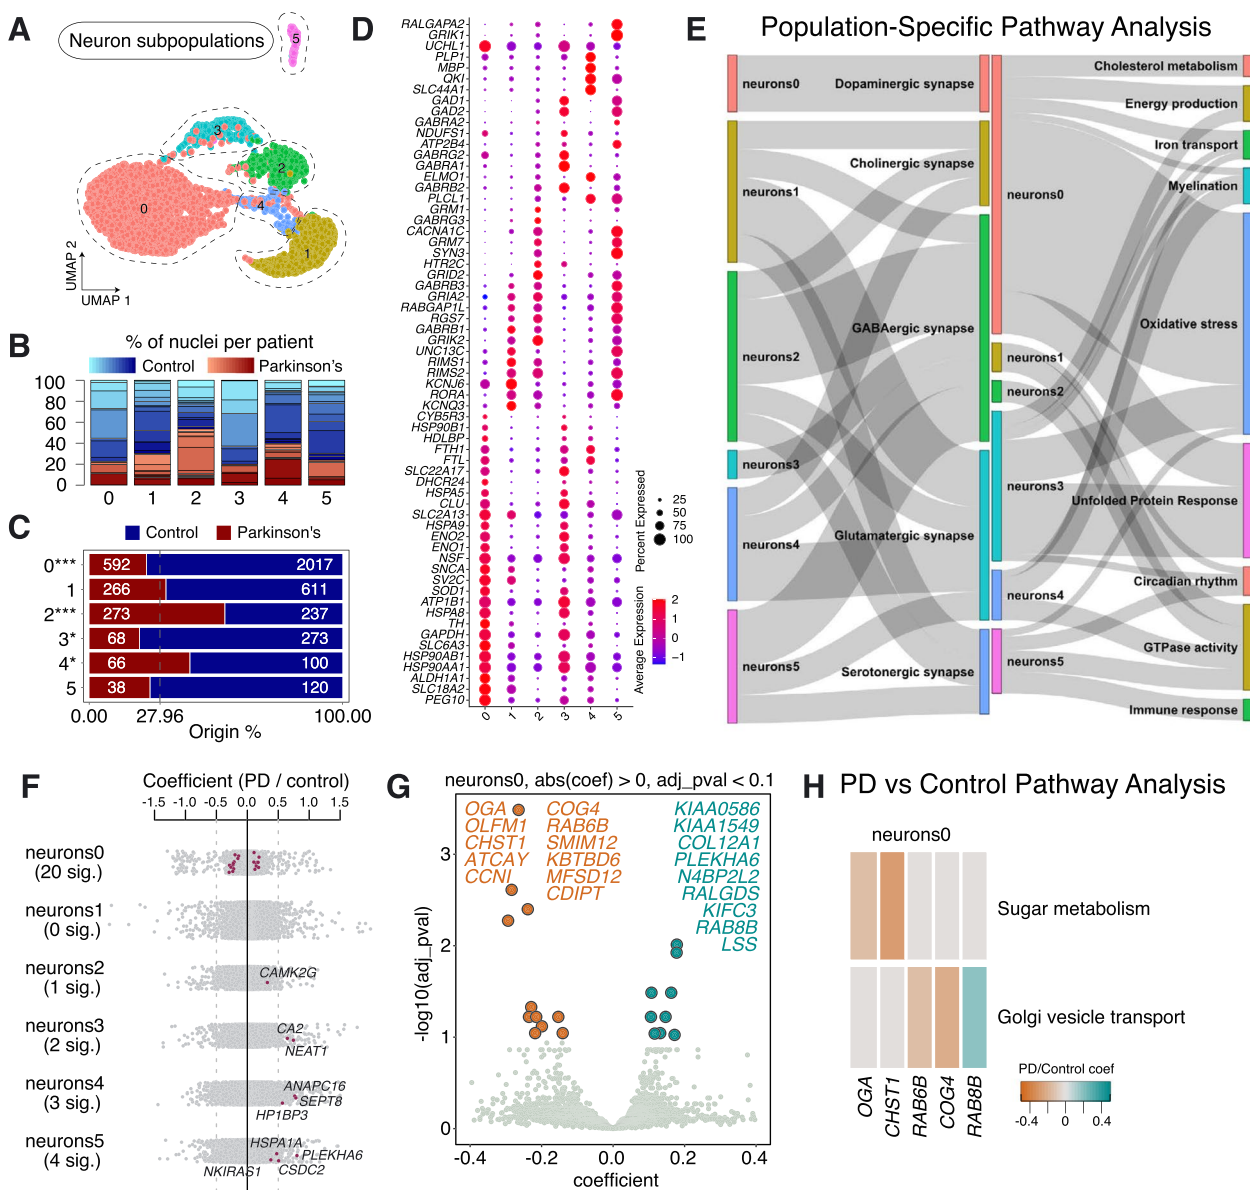 A
Neuron subpopulations
5
3
2
0
4
1
UMAP 2
UMAP 1
B
% of nuclei per patient
Control
Parkinson's
100
80
60
40
20
0
0 1 2 3 4 5
C
Control
Parkinson's
0*** 592 2017
1 266 611
2*** 273 237
3* 68 273
4* 66 100
5 38 120
0.00 27.96 100.00
Origin %
D
RALGAPA2
GRIK1
UCHL1
PLP1
MBP
QKI
SLC44A1
GAD1
GAD2
GABRA2
NDUFS1
ATP2B4
GABRG2
GABRA1
ELMO1
GABRB2
PLCL1
GRM1
GABRG3
CACNA1C
GRM7
SYN3
HTR2C
GRID2
GABRB3
GRIA2
RABGAP1L
RGS7
GABRB1
GRIK2
UNC13C
RIMS1
RIMS2
KCNJ6
RORA
KCNQ3
CYB5R3
HSP90B1
HDLBP
FTH1
FTL
SLC22A17
DHCR24
HSPA5
CLU
SLC2A13
HSPA9
ENO2
ENO1
NSF
SNCA
SV2C
SOD1
ATP1B1
HSPA8
TH
GAPDH
SLC6A3
HSP90AB1
HSP90AA1
ALDH1A1
SLC18A2
PEG10
0 1 2 3 4 5
Percent Expressed
25
50
75
100
Average Expression
2
1
0
−1
E
Population-Specific Pathway Analysis
neurons0
neurons1
neurons2
neurons3
neurons4
neurons5
Dopaminergic synapse
Cholinergic synapse
GABAergic synapse
Glutamatergic synapse
Serotonergic synapse
neurons0
neurons1
neurons2
neurons3
neurons4
neurons5
Cholesterol metabolism
Energy production
Iron transport
Myelination
Oxidative stress
Unfolded Protein Response
Circadian rhythm
GTPase activity
Immune response
F
Coefficient (PD / control)
-1.5 -1.0 -0.5 0.0 0.5 1.0 1.5
neurons0
(20 sig.)
neurons1
(0 sig.)
neurons2
(1 sig.)
CAMK2G
neurons3
(2 sig.)
CA2
NEAT1
neurons4
(3 sig.)
ANAPC16
SEPT8
HP1BP3
neurons5
(4 sig.)
HSPA1A
PLEKHA6
NKIRAS1
CSDC2
G
neurons0, abs(coef) > 0, adj_pval < 0.1
OGA COG4 KIAA0586
OLFM1 RAB6B KIAA1549
CHST1 SMIM12 COL12A1
ATCAY KBTBD6 PLEKHA6
CCNI MFSD12 N4BP2L2
CDIPT RALGDS
KIFC3
RAB8B
LSS
-log10(adj_pval)
3
2
1
0
-0.4 -0.2 0.0 0.2 0.4
coefficient
H
PD vs Control Pathway Analysis
neurons0
Sugar metabolism
Golgi vesicle transport
OGA
CHST1
RAB6B
COG4
RAB8B
PD/Control coef
-0.4 0 0.4